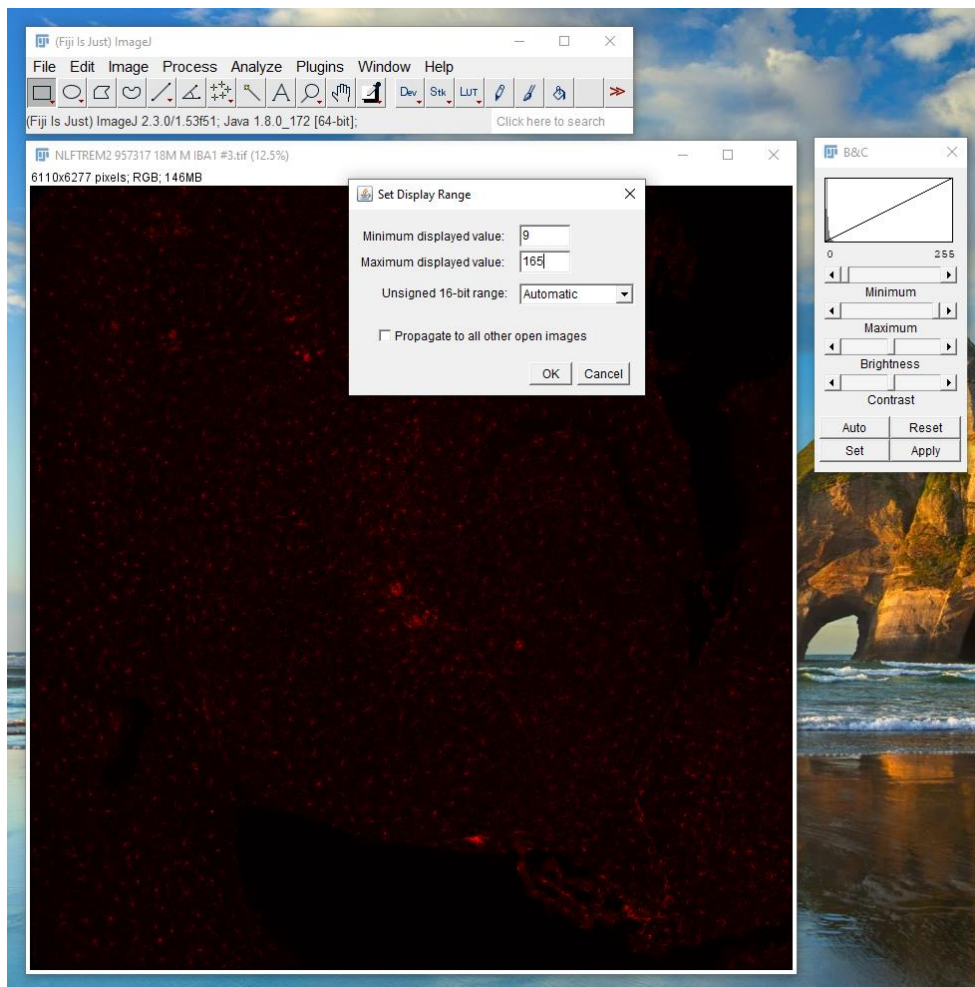 (Fiji Is Just) ImageJ
File Edit Image Process Analyze Plugins Window Help
Dev Stk LUT
(Fiji Is Just) ImageJ 2.3.0/1.53f51; Java 1.8.0_172 [64-bit];
Click here to search
NLFTREM2 957317 18M M IBA1 #3.tif (12.5%)
6110x6277 pixels; RGB; 146MB
Set Display Range
Minimum displayed value: 9
Maximum displayed value: 165
Unsigned 16-bit range: Automatic
Propagate to all other open images
OK Cancel
B&C
0 255
Minimum
Maximum
Brightness
Contrast
Auto Reset
Set Apply